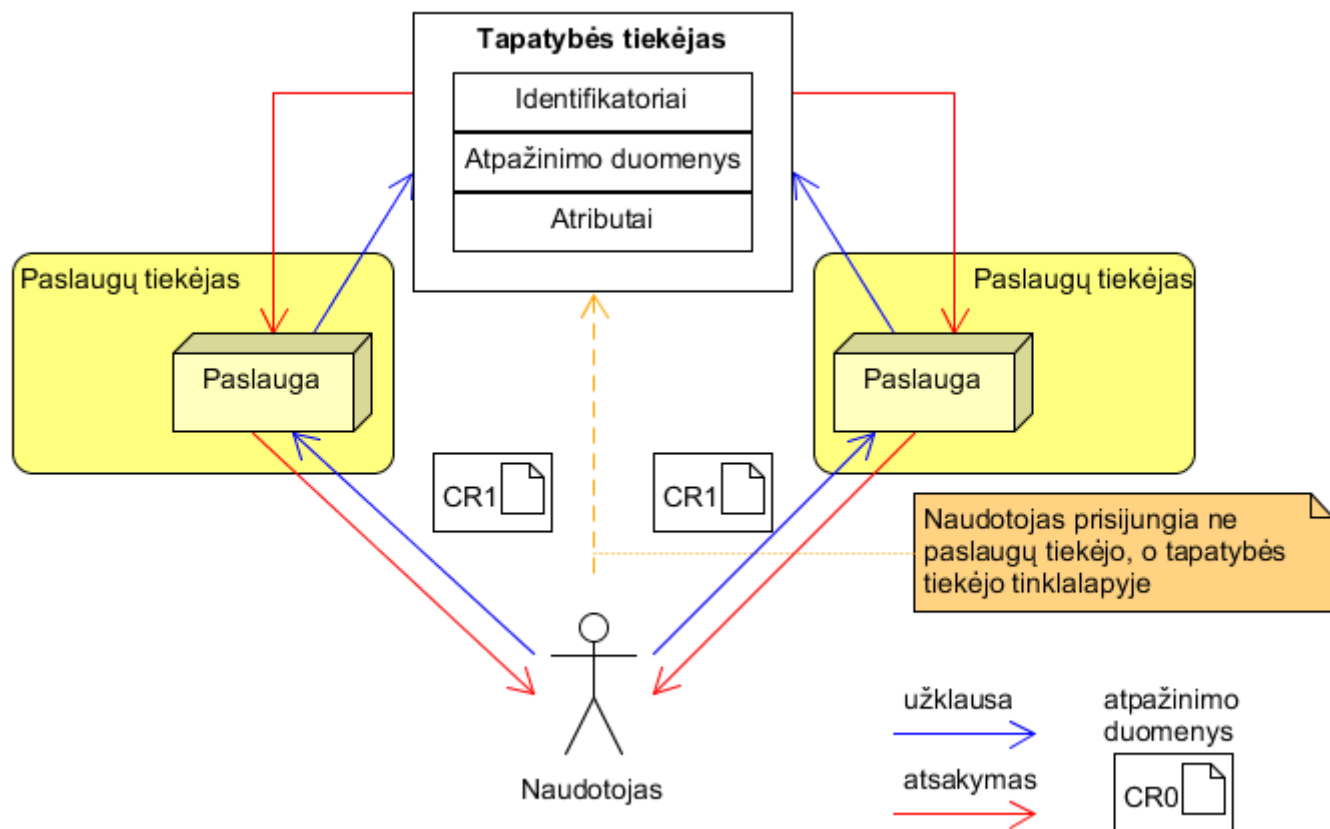 Tapatybės tiekėjas
Identifikatoriai
Atpažinimo duomenys
Atributai
Paslaugų tiekėjas
Paslaugų tiekėjas
Paslauga
Paslauga
CR1
CR1
Naudotojas prisijungia ne
paslaugų tiekėjo, o tapatybės
tiekėjo tinklalapyje
Naudotojas
užklausa
atpažinimo
duomenys
atsakymas
CR0